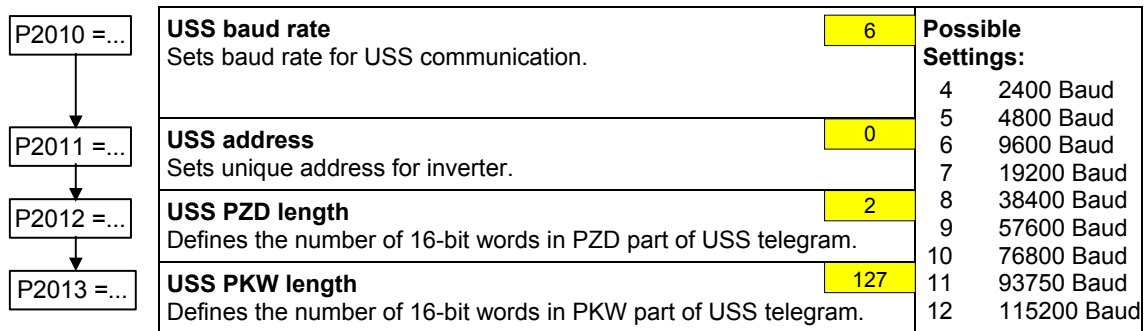 P2010 =...
USS baud rate
6
Sets baud rate for USS communication.
P2011 =...
USS address
0
Sets unique address for inverter.
P2012 =...
USS PZD length
2
Defines the number of 16-bit words in PZD part of USS telegram.
P2013 =...
USS PKW length
127
Defines the number of 16-bit words in PKW part of USS telegram.
Possible
Settings:
4 2400 Baud
5 4800 Baud
6 9600 Baud
7 19200 Baud
8 38400 Baud
9 57600 Baud
10 76800 Baud
11 93750 Baud
12 115200 Baud